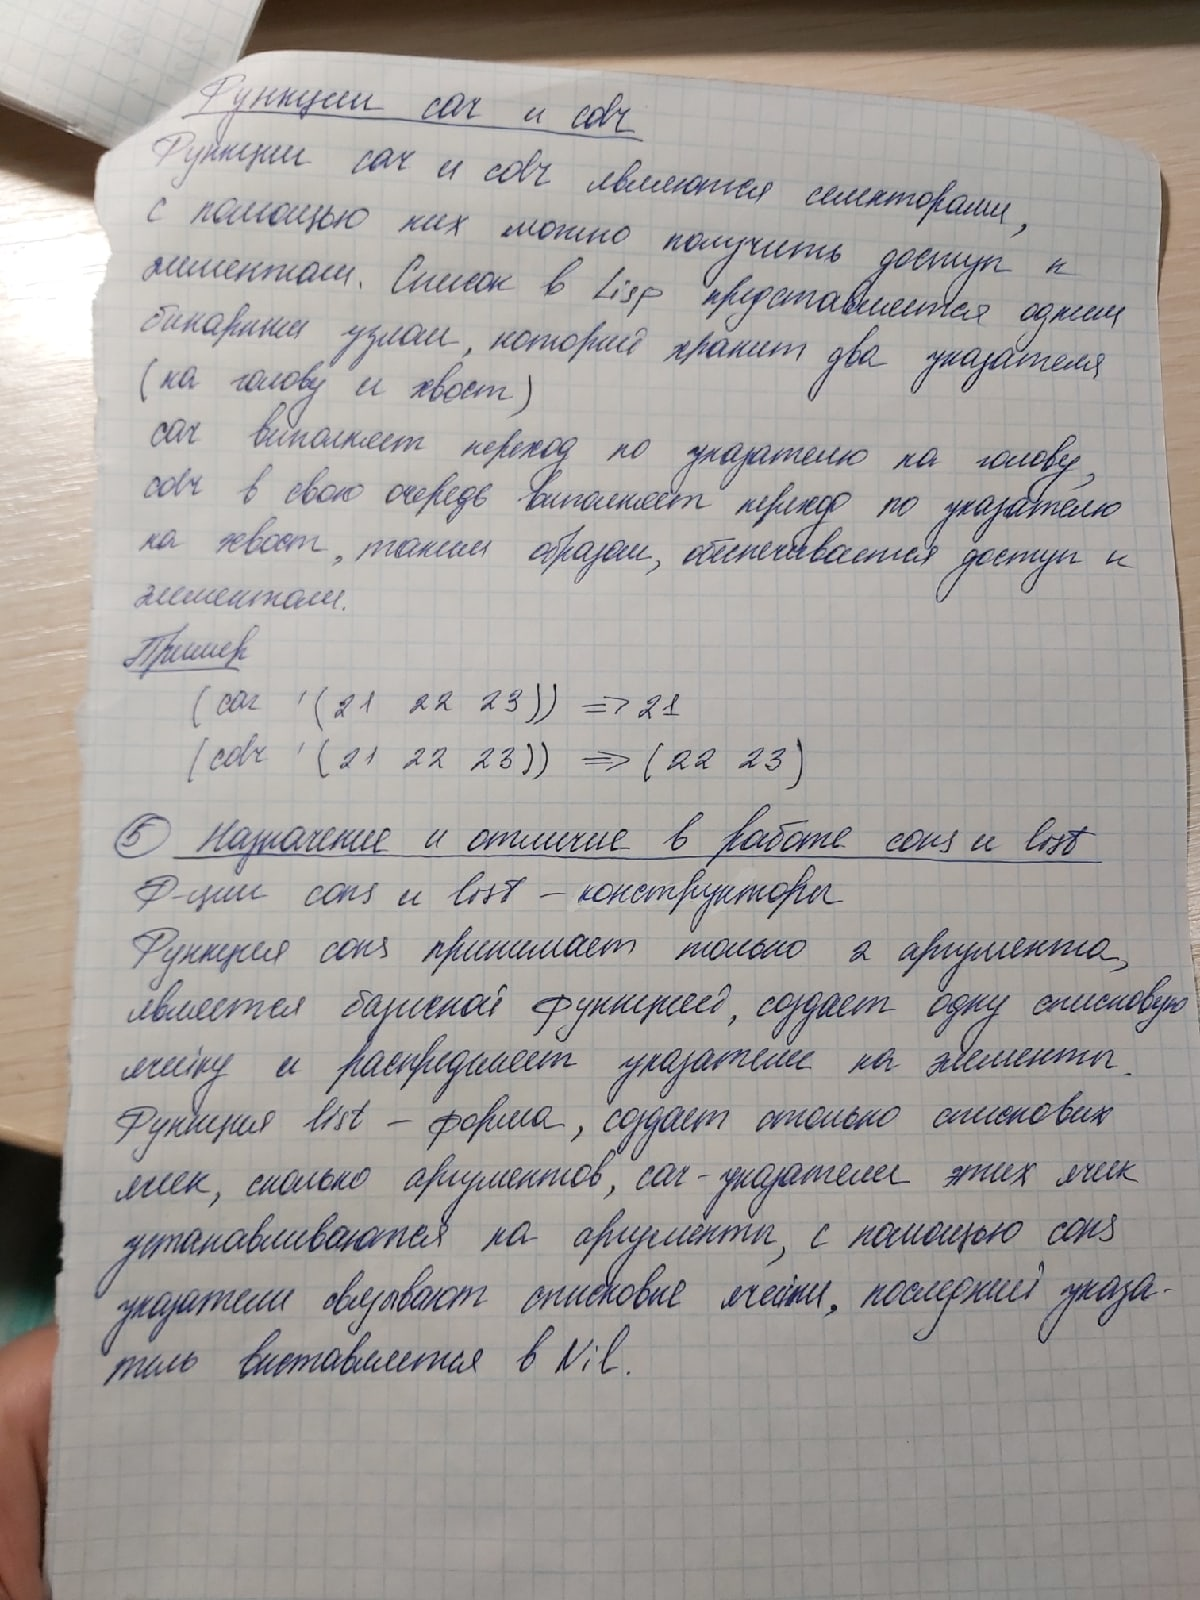 Функции car и cdr
Функции car и cdr являются селекторами,
с помощью них можно получить доступ к
элементам. Список в Lisp представляется одним
бинарным узлом, который хранит два указателя
(на голову и хвост)
car выполняет переход по указателю на голову,
cdr в свою очередь выполняет переход по указателю
на хвост, таким образом, обеспечивается доступ к
элементам.
Пример
(car '(21 22 23)) => 21
(cdr '(21 22 23)) => (22 23)
5 Назначение и отличие в работе cons и list
Ф-ции cons и list - конструкторы
Функция cons принимает только 2 аргумента,
является базисной функцией, создает одну списковую
ячейку и распределяет указатели на элементы.
Функция list - форма, создает столько списковых
ячеек, сколько аргументов, car-указатели этих ячеек
устанавливаются на аргументы, с помощью cons
указатели связывают списковые ячейки, последний указа-
тель выставляется в Nil.